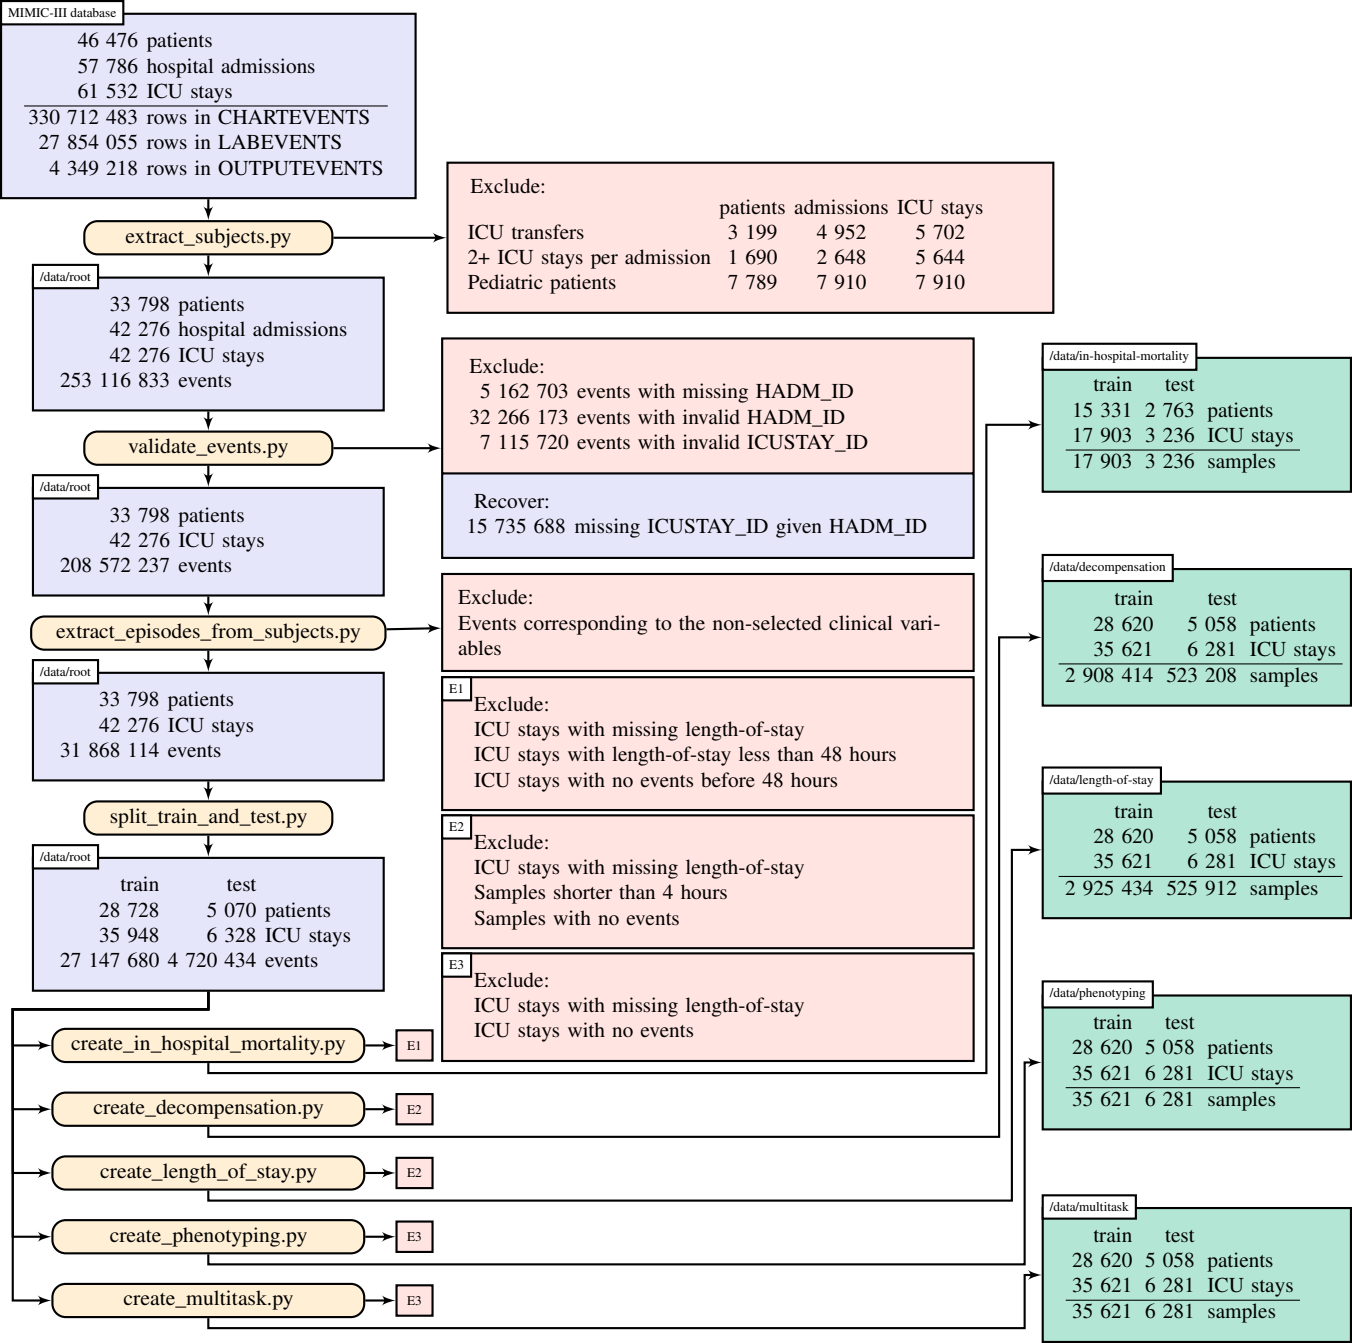 MIMIC-III database
46 476 patients
57 786 hospital admissions
61 532 ICU stays
330 712 483 rows in CHARTEVENTS
27 854 055 rows in LABEVENTS
4 349 218 rows in OUTPUTEVENTS
extract_subjects.py
Exclude:
patients admissions ICU stays
ICU transfers 3 199 4 952 5 702
2+ ICU stays per admission 1 690 2 648 5 644
Pediatric patients 7 789 7 910 7 910
/data/root
33 798 patients
42 276 hospital admissions
42 276 ICU stays
253 116 833 events
validate_events.py
Exclude:
5 162 703 events with missing HADM_ID
32 266 173 events with invalid HADM_ID
7 115 720 events with invalid ICUSTAY_ID
Recover:
15 735 688 missing ICUSTAY_ID given HADM_ID
/data/root
33 798 patients
42 276 ICU stays
208 572 237 events
extract_episodes_from_subjects.py
Exclude:
Events corresponding to the non-selected clinical vari-
ables
/data/root
33 798 patients
42 276 ICU stays
31 868 114 events
split_train_and_test.py
/data/root
train test
28 728 5 070 patients
35 948 6 328 ICU stays
27 147 680 4 720 434 events
E1
Exclude:
ICU stays with missing length-of-stay
ICU stays with length-of-stay less than 48 hours
ICU stays with no events before 48 hours
E2
Exclude:
ICU stays with missing length-of-stay
Samples shorter than 4 hours
Samples with no events
E3
Exclude:
ICU stays with missing length-of-stay
ICU stays with no events
create_in_hospital_mortality.py
E1
create_decompensation.py
E2
create_length_of_stay.py
E2
create_phenotyping.py
E3
create_multitask.py
E3
/data/in-hospital-mortality
train test
15 331 2 763 patients
17 903 3 236 ICU stays
17 903 3 236 samples
/data/decompensation
train test
28 620 5 058 patients
35 621 6 281 ICU stays
2 908 414 523 208 samples
/data/length-of-stay
train test
28 620 5 058 patients
35 621 6 281 ICU stays
2 925 434 525 912 samples
/data/phenotyping
train test
28 620 5 058 patients
35 621 6 281 ICU stays
35 621 6 281 samples
/data/multitask
train test
28 620 5 058 patients
35 621 6 281 ICU stays
35 621 6 281 samples